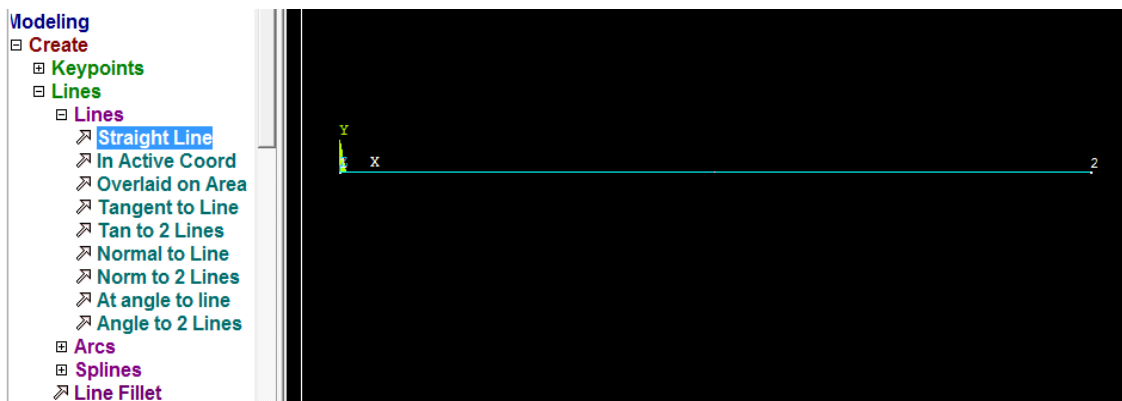 Modeling
Create
Keypoints
Lines
Lines
Straight Line
In Active Coord
Overlaid on Area
Tangent to Line
Tan to 2 Lines
Normal to Line
Norm to 2 Lines
At angle to line
Angle to 2 Lines
Arcs
Splines
Line Fillet
Y
X
2